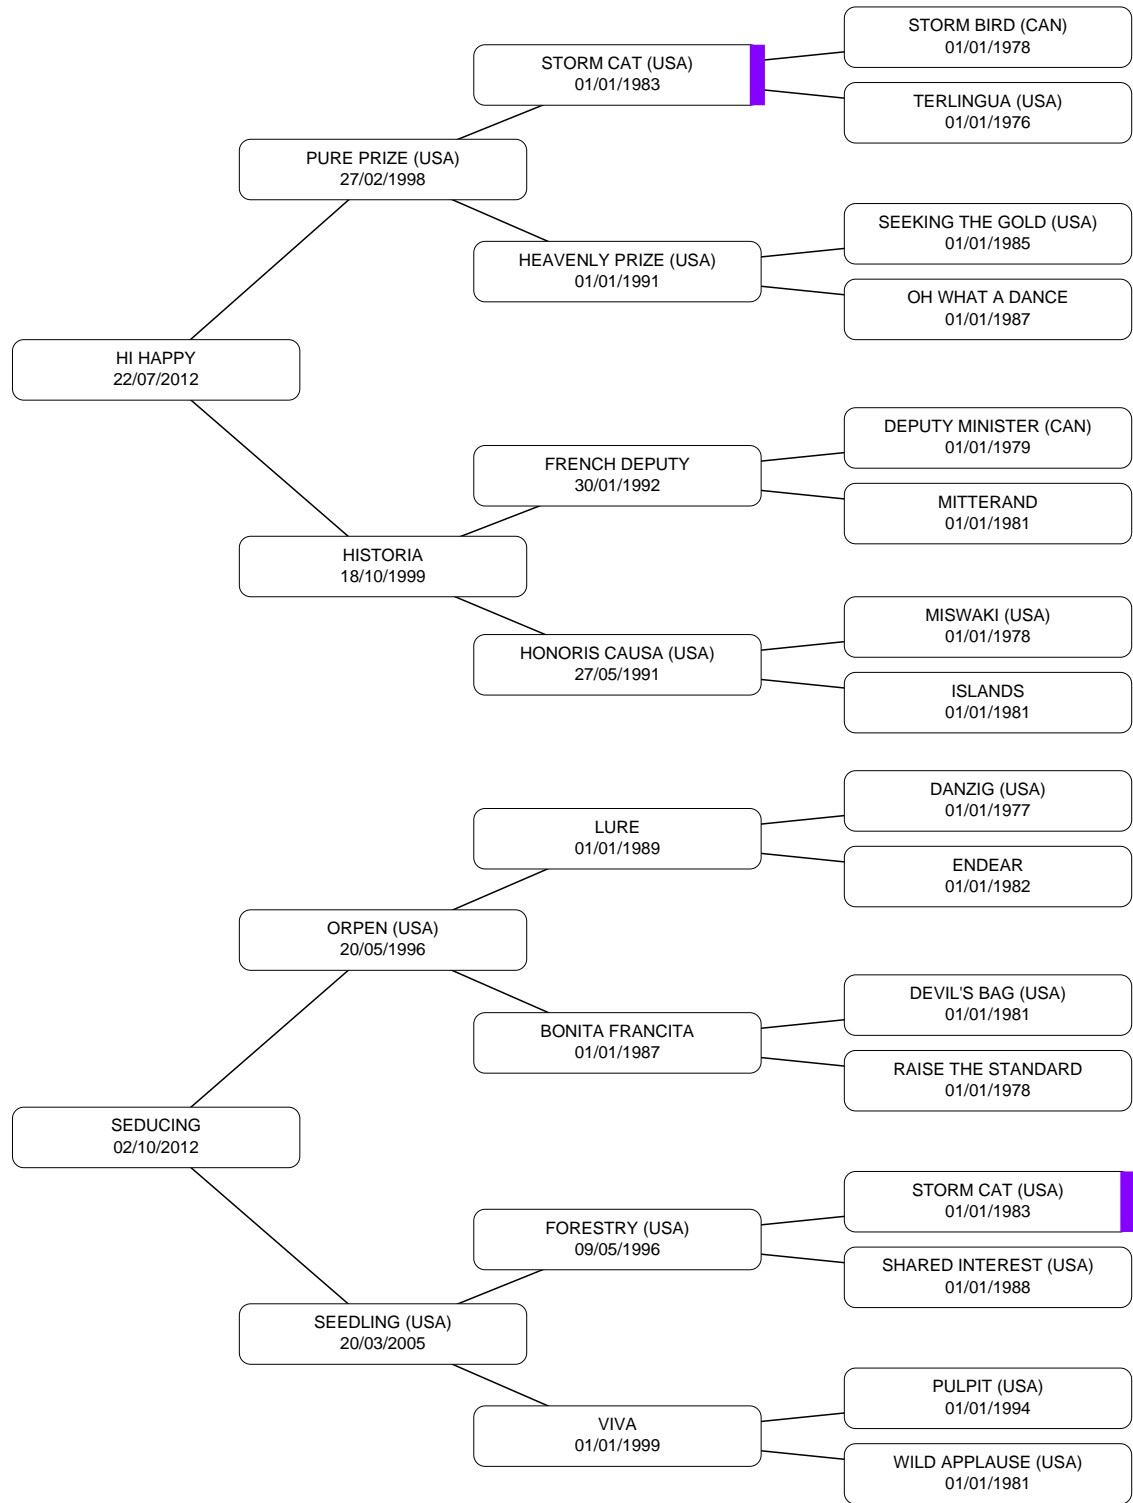 STORM BIRD (CAN)
01/01/1978
STORM CAT (USA)
01/01/1983
TERLINGUA (USA)
01/01/1976
PURE PRIZE (USA)
27/02/1998
SEEKING THE GOLD (USA)
01/01/1985
HEAVENLY PRIZE (USA)
01/01/1991
OH WHAT A DANCE
01/01/1987
HI HAPPY
22/07/2012
DEPUTY MINISTER (CAN)
01/01/1979
FRENCH DEPUTY
30/01/1992
MITTERAND
01/01/1981
HISTORIA
18/10/1999
MISWAKI (USA)
01/01/1978
HONORIS CAUSA (USA)
27/05/1991
ISLANDS
01/01/1981
DANZIG (USA)
01/01/1977
LURE
01/01/1989
ENDEAR
01/01/1982
ORPEN (USA)
20/05/1996
DEVIL'S BAG (USA)
01/01/1981
BONITA FRANCITA
01/01/1987
RAISE THE STANDARD
01/01/1978
SEDUCING
02/10/2012
STORM CAT (USA)
01/01/1983
FORESTRY (USA)
09/05/1996
SHARED INTEREST (USA)
01/01/1988
SEEDLING (USA)
20/03/2005
PULPIT (USA)
01/01/1994
VIVA
01/01/1999
WILD APPLAUSE (USA)
01/01/1981